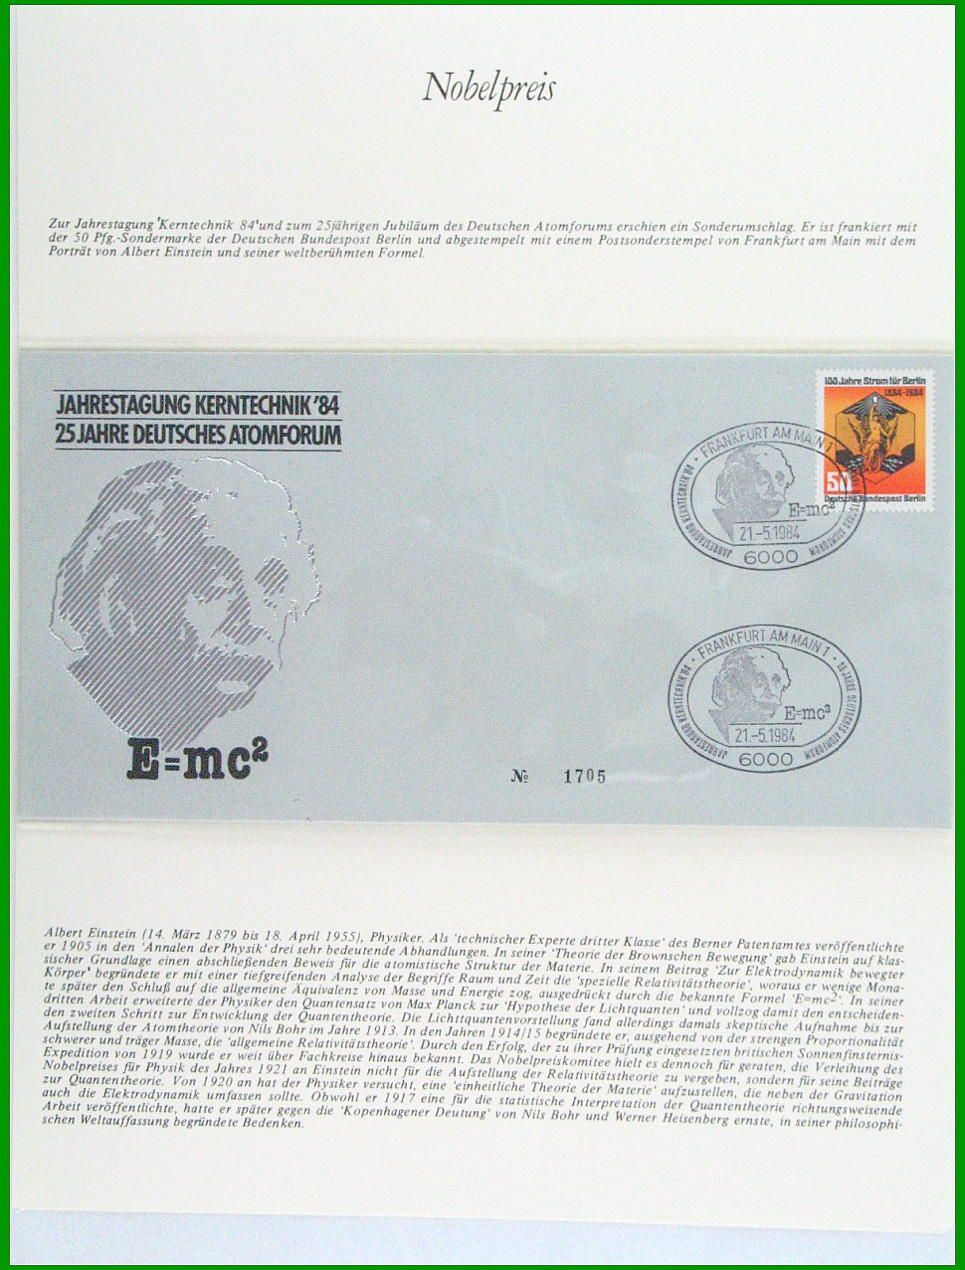 Nobelpreis
Zur Jahrestagung 'Kerntechnik 84' und zum 25jährigen Jubiläum des Deutschen Atomforums erschien ein Sonderumschlag. Er ist frankiert mit
der 50 Pfg.-Sondermarke der Deutschen Bundespost Berlin und abgestempelt mit einem Postsonderstempel von Frankfurt am Main mit dem
Porträt von Albert Einstein und seiner weltberühmten Formel.
JAHRESTAGUNG KERNTECHNIK '84
25 JAHRE DEUTSCHES ATOMFORUM
E=mc²
100 Jahre Strom für Berlin
1884-1984
50
Deutsche Bundespost Berlin
FRANKFURT AM MAIN 1
JAHRESTAGUNG KERNTECHNIK '84
DEUTSCHES ATOMFORUM
E=mc²
21.-5.1984
6000
FRANKFURT AM MAIN 1
JAHRESTAGUNG KERNTECHNIK '84
25 JAHRE DEUTSCHES ATOMFORUM
E=mc²
21.-5.1984
6000
№ 1705
Albert Einstein (14. März 1879 bis 18. April 1955), Physiker. Als 'technischer Experte dritter Klasse' des Berner Patentamtes veröffentlichte
er 1905 in den 'Annalen der Physik' drei sehr bedeutende Abhandlungen. In seiner 'Theorie der Brownschen Bewegung' gab Einstein auf klas-
sischer Grundlage einen abschließenden Beweis für die atomistische Struktur der Materie. In seinem Beitrag 'Zur Elektrodynamik bewegter
Körper' begründete er mit einer tiefgreifenden Analyse der Begriffe Raum und Zeit die 'spezielle Relativitätstheorie', woraus er wenige Mona-
te später den Schluß auf die allgemeine Äquivalenz von Masse und Energie zog, ausgedrückt durch die bekannte Formel 'E=mc²'. In seiner
dritten Arbeit erweiterte der Physiker den Quantensatz von Max Planck zur 'Hypothese der Lichtquanten' und vollzog damit den entscheiden-
den zweiten Schritt zur Entwicklung der Quantentheorie. Die Lichttquantenvorstellung fand allerdings damals skeptische Aufnahme bis zur
Aufstellung der Atomtheorie von Nils Bohr im Jahre 1913. In den Jahren 1914/15 begründete er, ausgehend von der strengen Proportionalität
schwerer und träger Masse, die 'allgemeine Relativitätstheorie'. Durch den Erfolg, der zu ihrer Prüfung eingesetzten britischen Sonnenfinsternis-
Expedition von 1919 wurde er weit über Fachkreise hinaus bekannt. Das Nobelpreiskomitee hielt es dennoch für geraten, die Verleihung des
Nobelpreises für Physik des Jahres 1921 an Einstein nicht für die Aufstellung der Relativitätstheorie zu vergeben, sondern für seine Beiträge
zur Quantentheorie. Von 1920 an hat der Physiker versucht, eine 'einheitliche Theorie der Materie' aufzustellen, die neben der Gravitation
auch die Elektrodynamik umfassen sollte. Obwohl er 1917 eine für die statistische Interpretation der Quantentheorie richtungsweisende
Arbeit veröffentlichte, hatte er später gegen die 'Kopenhagener Deutung' von Nils Bohr und Werner Heisenberg ernste, in seiner philosophi-
schen Weltauffassung begründete Bedenken.